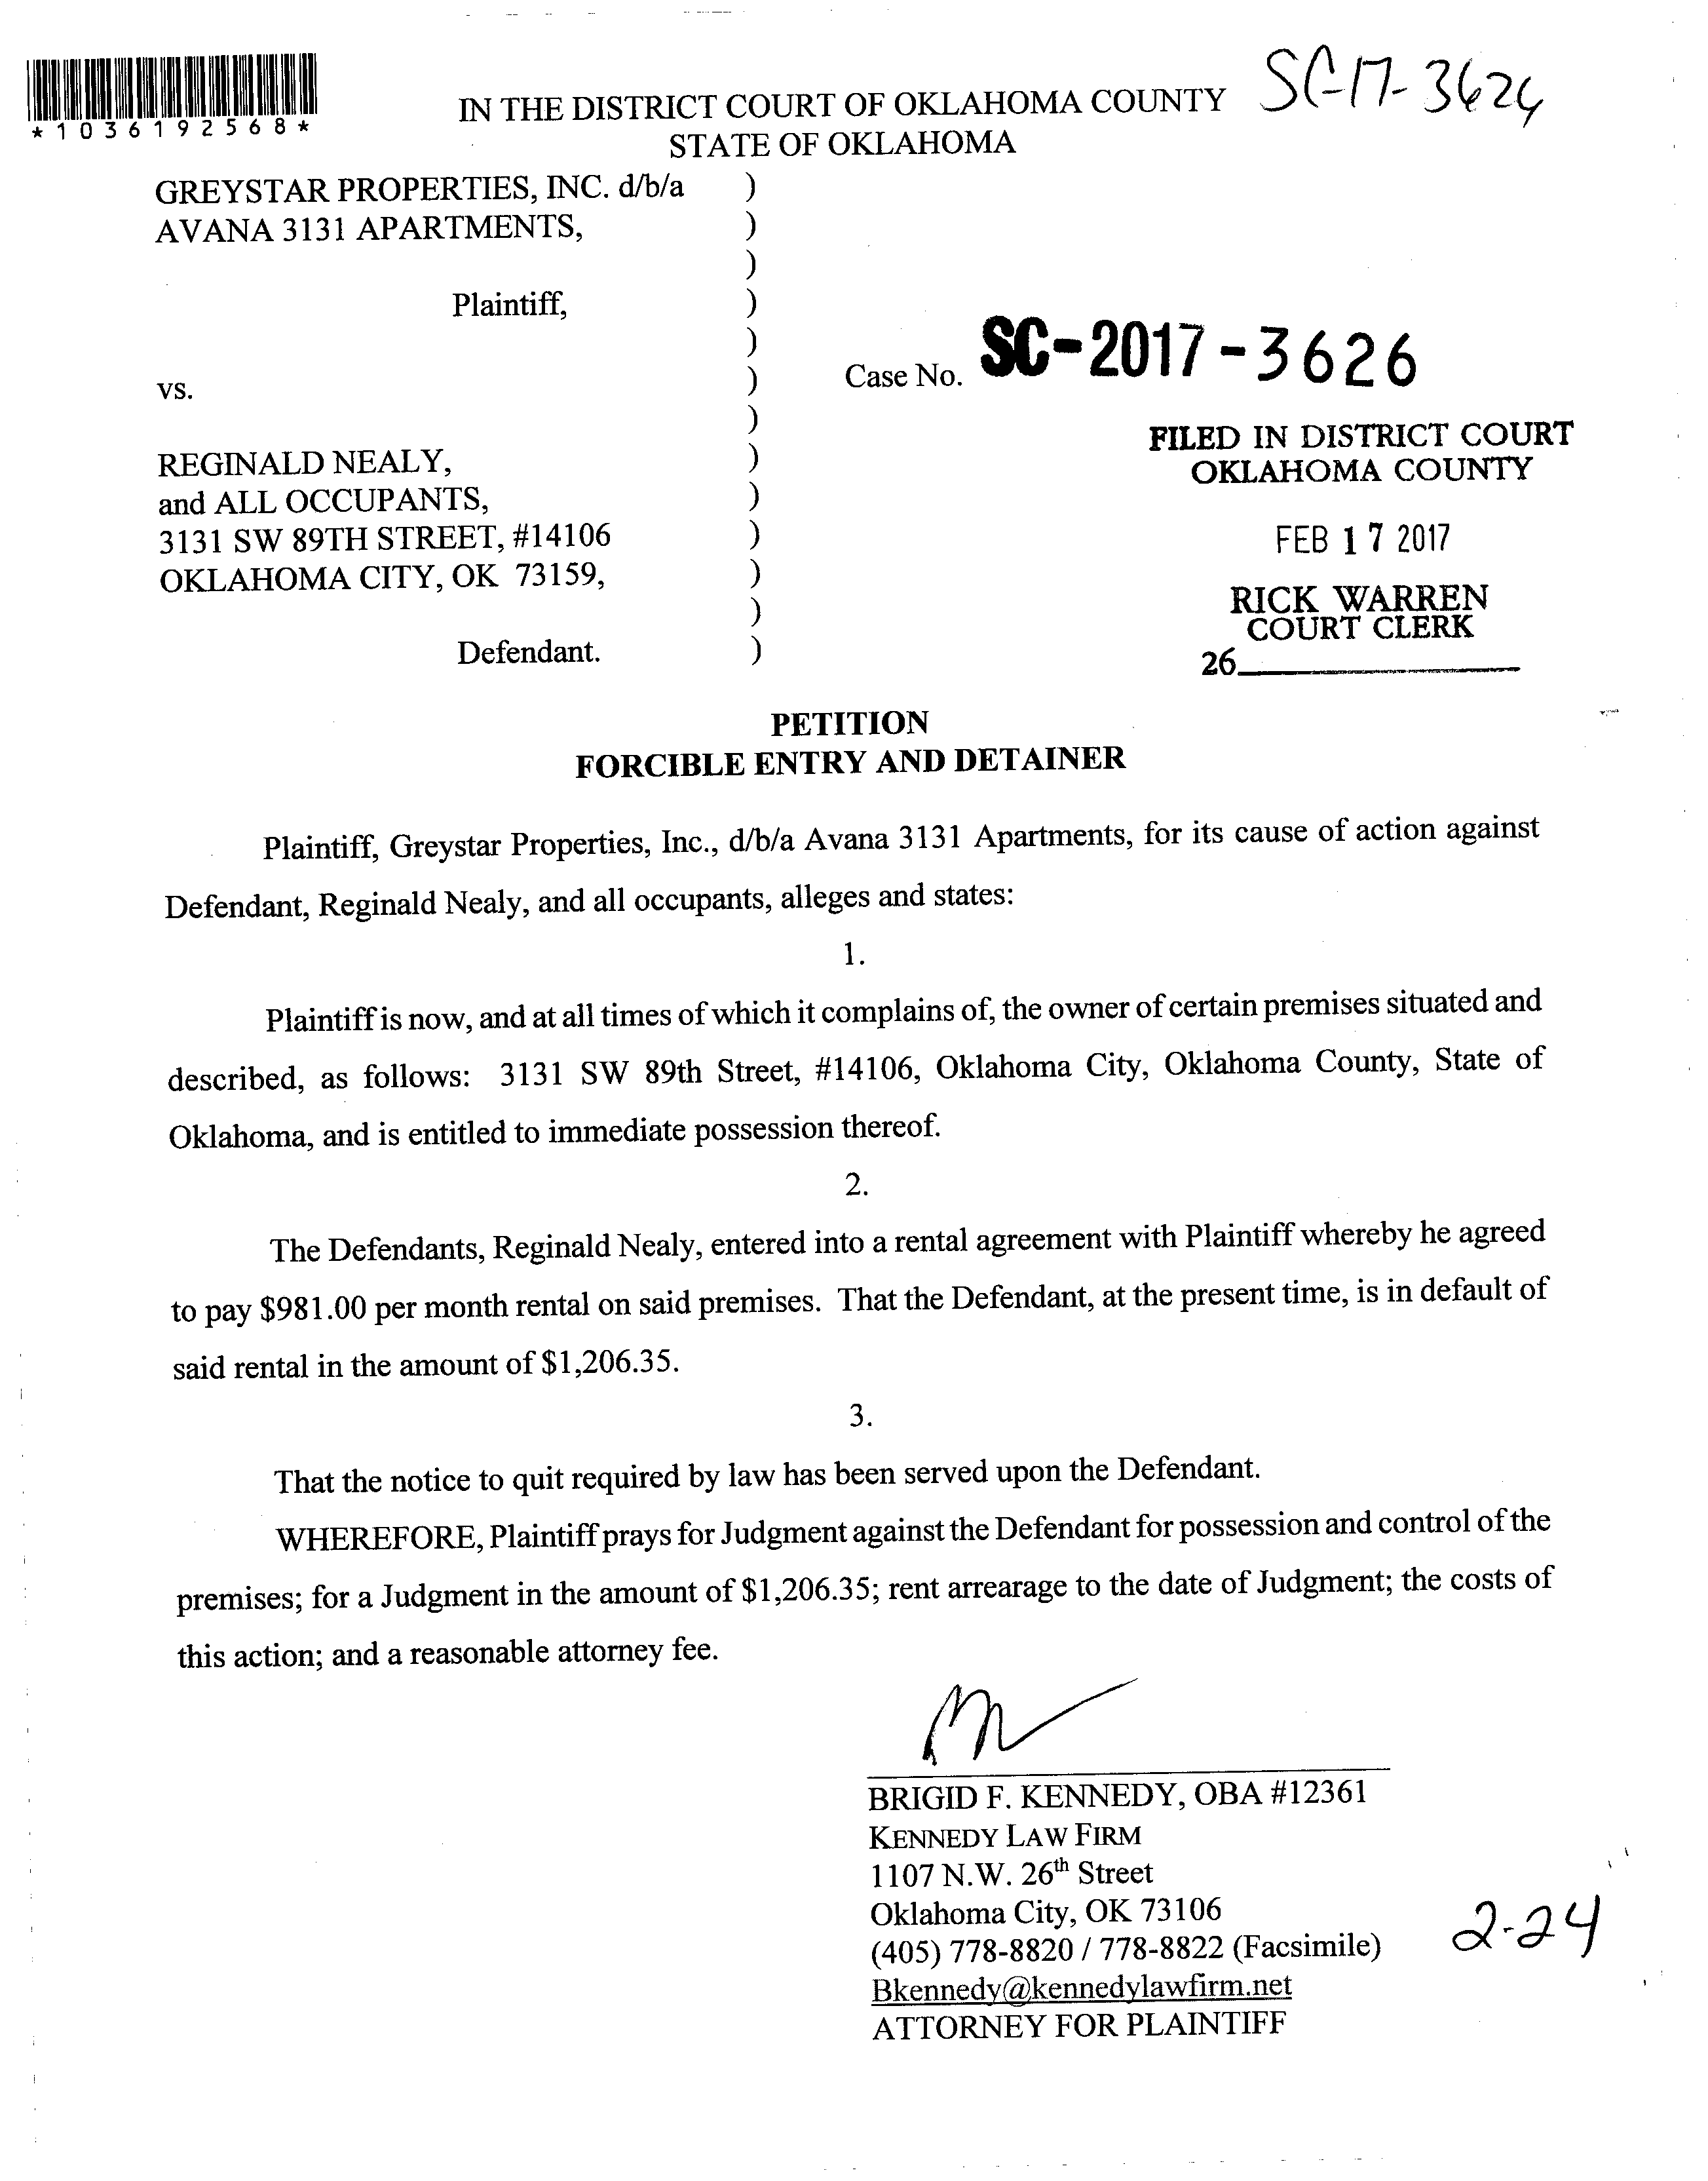 SC-17-3624
*1036192568*
IN THE DISTRICT COURT OF OKLAHOMA COUNTY
STATE OF OKLAHOMA
GREYSTAR PROPERTIES, INC. d/b/a )
AVANA 3131 APARTMENTS, )
)
Plaintiff, )
)
vs. )
Case No. SC-2017-3626
)
REGINALD NEALY, )
and ALL OCCUPANTS, )
3131 SW 89TH STREET, #14106 )
OKLAHOMA CITY, OK 73159, )
)
Defendant. )
FILED IN DISTRICT COURT
OKLAHOMA COUNTY
FEB 17 2017
RICK WARREN
COURT CLERK
26
PETITION
FORCIBLE ENTRY AND DETAINER
Plaintiff, Greystar Properties, Inc., d/b/a Avana 3131 Apartments, for its cause of action against
Defendant, Reginald Nealy, and all occupants, alleges and states:
1.
Plaintiff is now, and at all times of which it complains of, the owner of certain premises situated and
described, as follows: 3131 SW 89th Street, #14106, Oklahoma City, Oklahoma County, State of
Oklahoma, and is entitled to immediate possession thereof.
2.
The Defendants, Reginald Nealy, entered into a rental agreement with Plaintiff whereby he agreed
to pay $981.00 per month rental on said premises. That the Defendant, at the present time, is in default of
said rental in the amount of $1,206.35.
3.
That the notice to quit required by law has been served upon the Defendant.
WHEREFORE, Plaintiff prays for Judgment against the Defendant for possession and control of the
premises; for a Judgment in the amount of $1,206.35; rent arrearage to the date of Judgment; the costs of
this action; and a reasonable attorney fee.
BRIGID F. KENNEDY, OBA #12361
KENNEDY LAW FIRM
1107 N.W. 26th Street
Oklahoma City, OK 73106
(405) 778-8820 / 778-8822 (Facsimile)
Bkennedy@kennedylawfirm.net
ATTORNEY FOR PLAINTIFF
2-24